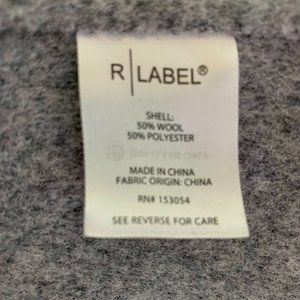 R | LABEL®
SHELL:
50% WOOL
50% POLYESTER
MADE IN CHINA
FABRIC ORIGIN: CHINA
RN# 153054
SEE REVERSE FOR CARE